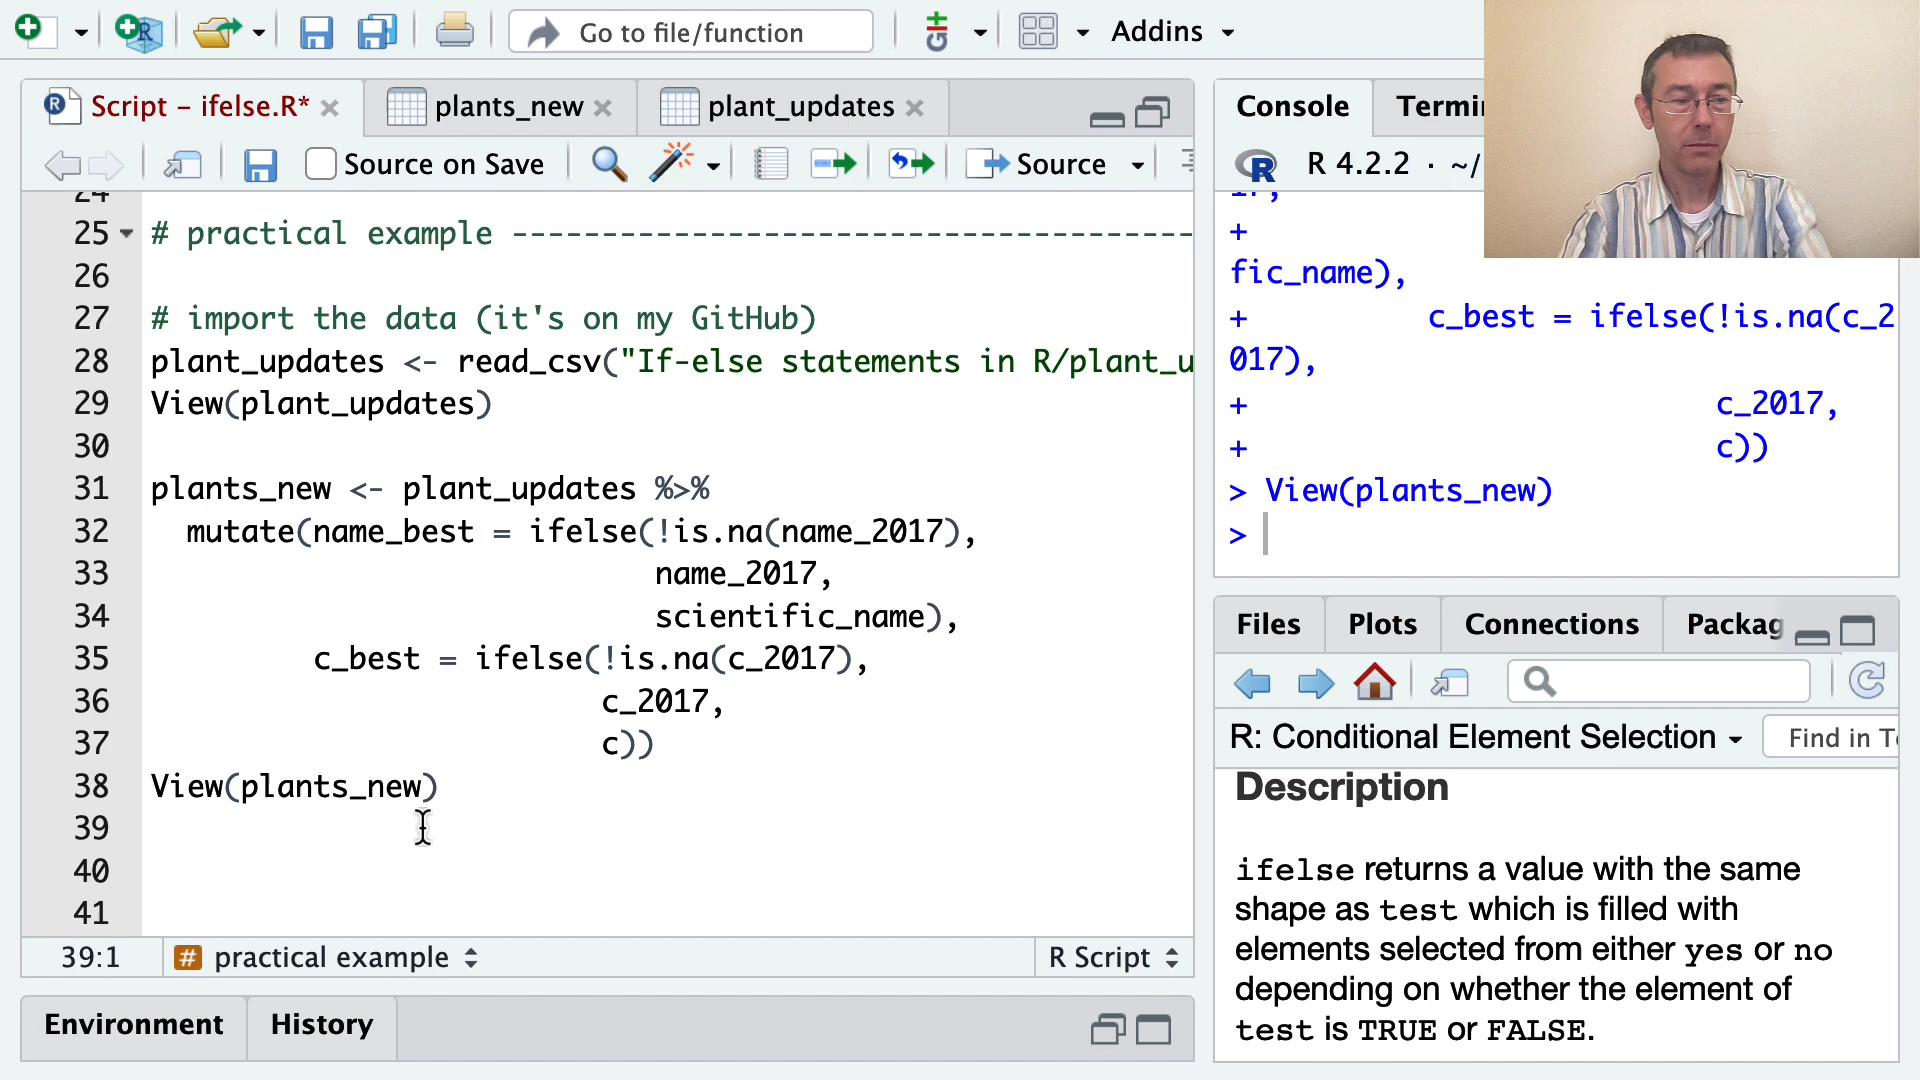 Go to file/function
Addins
Script - ifelse.R*
plants_new
plant_updates
Source on Save
Source
24
25 # practical example --------------------------------------
26
27 # import the data (it's on my GitHub)
28 plant_updates <- read_csv("If-else statements in R/plant_u
29 View(plant_updates)
30
31 plants_new <- plant_updates %>%
32 mutate(name_best = ifelse(!is.na(name_2017),
33 name_2017,
34 scientific_name),
35 c_best = ifelse(!is.na(c_2017),
36 c_2017,
37 c))
38 View(plants_new)
39
40
41
39:1 # practical example R Script
Environment History
Console
R 4.2.2 · ~/
+
fic_name),
+ c_best = ifelse(!is.na(c_2
017),
+ c_2017,
+ c))
> View(plants_new)
>
Files Plots Connections
R: Conditional Element Selection
Find in
Description
ifelse returns a value with the same
shape as test which is filled with
elements selected from either yes or no
depending on whether the element of
test is TRUE or FALSE.